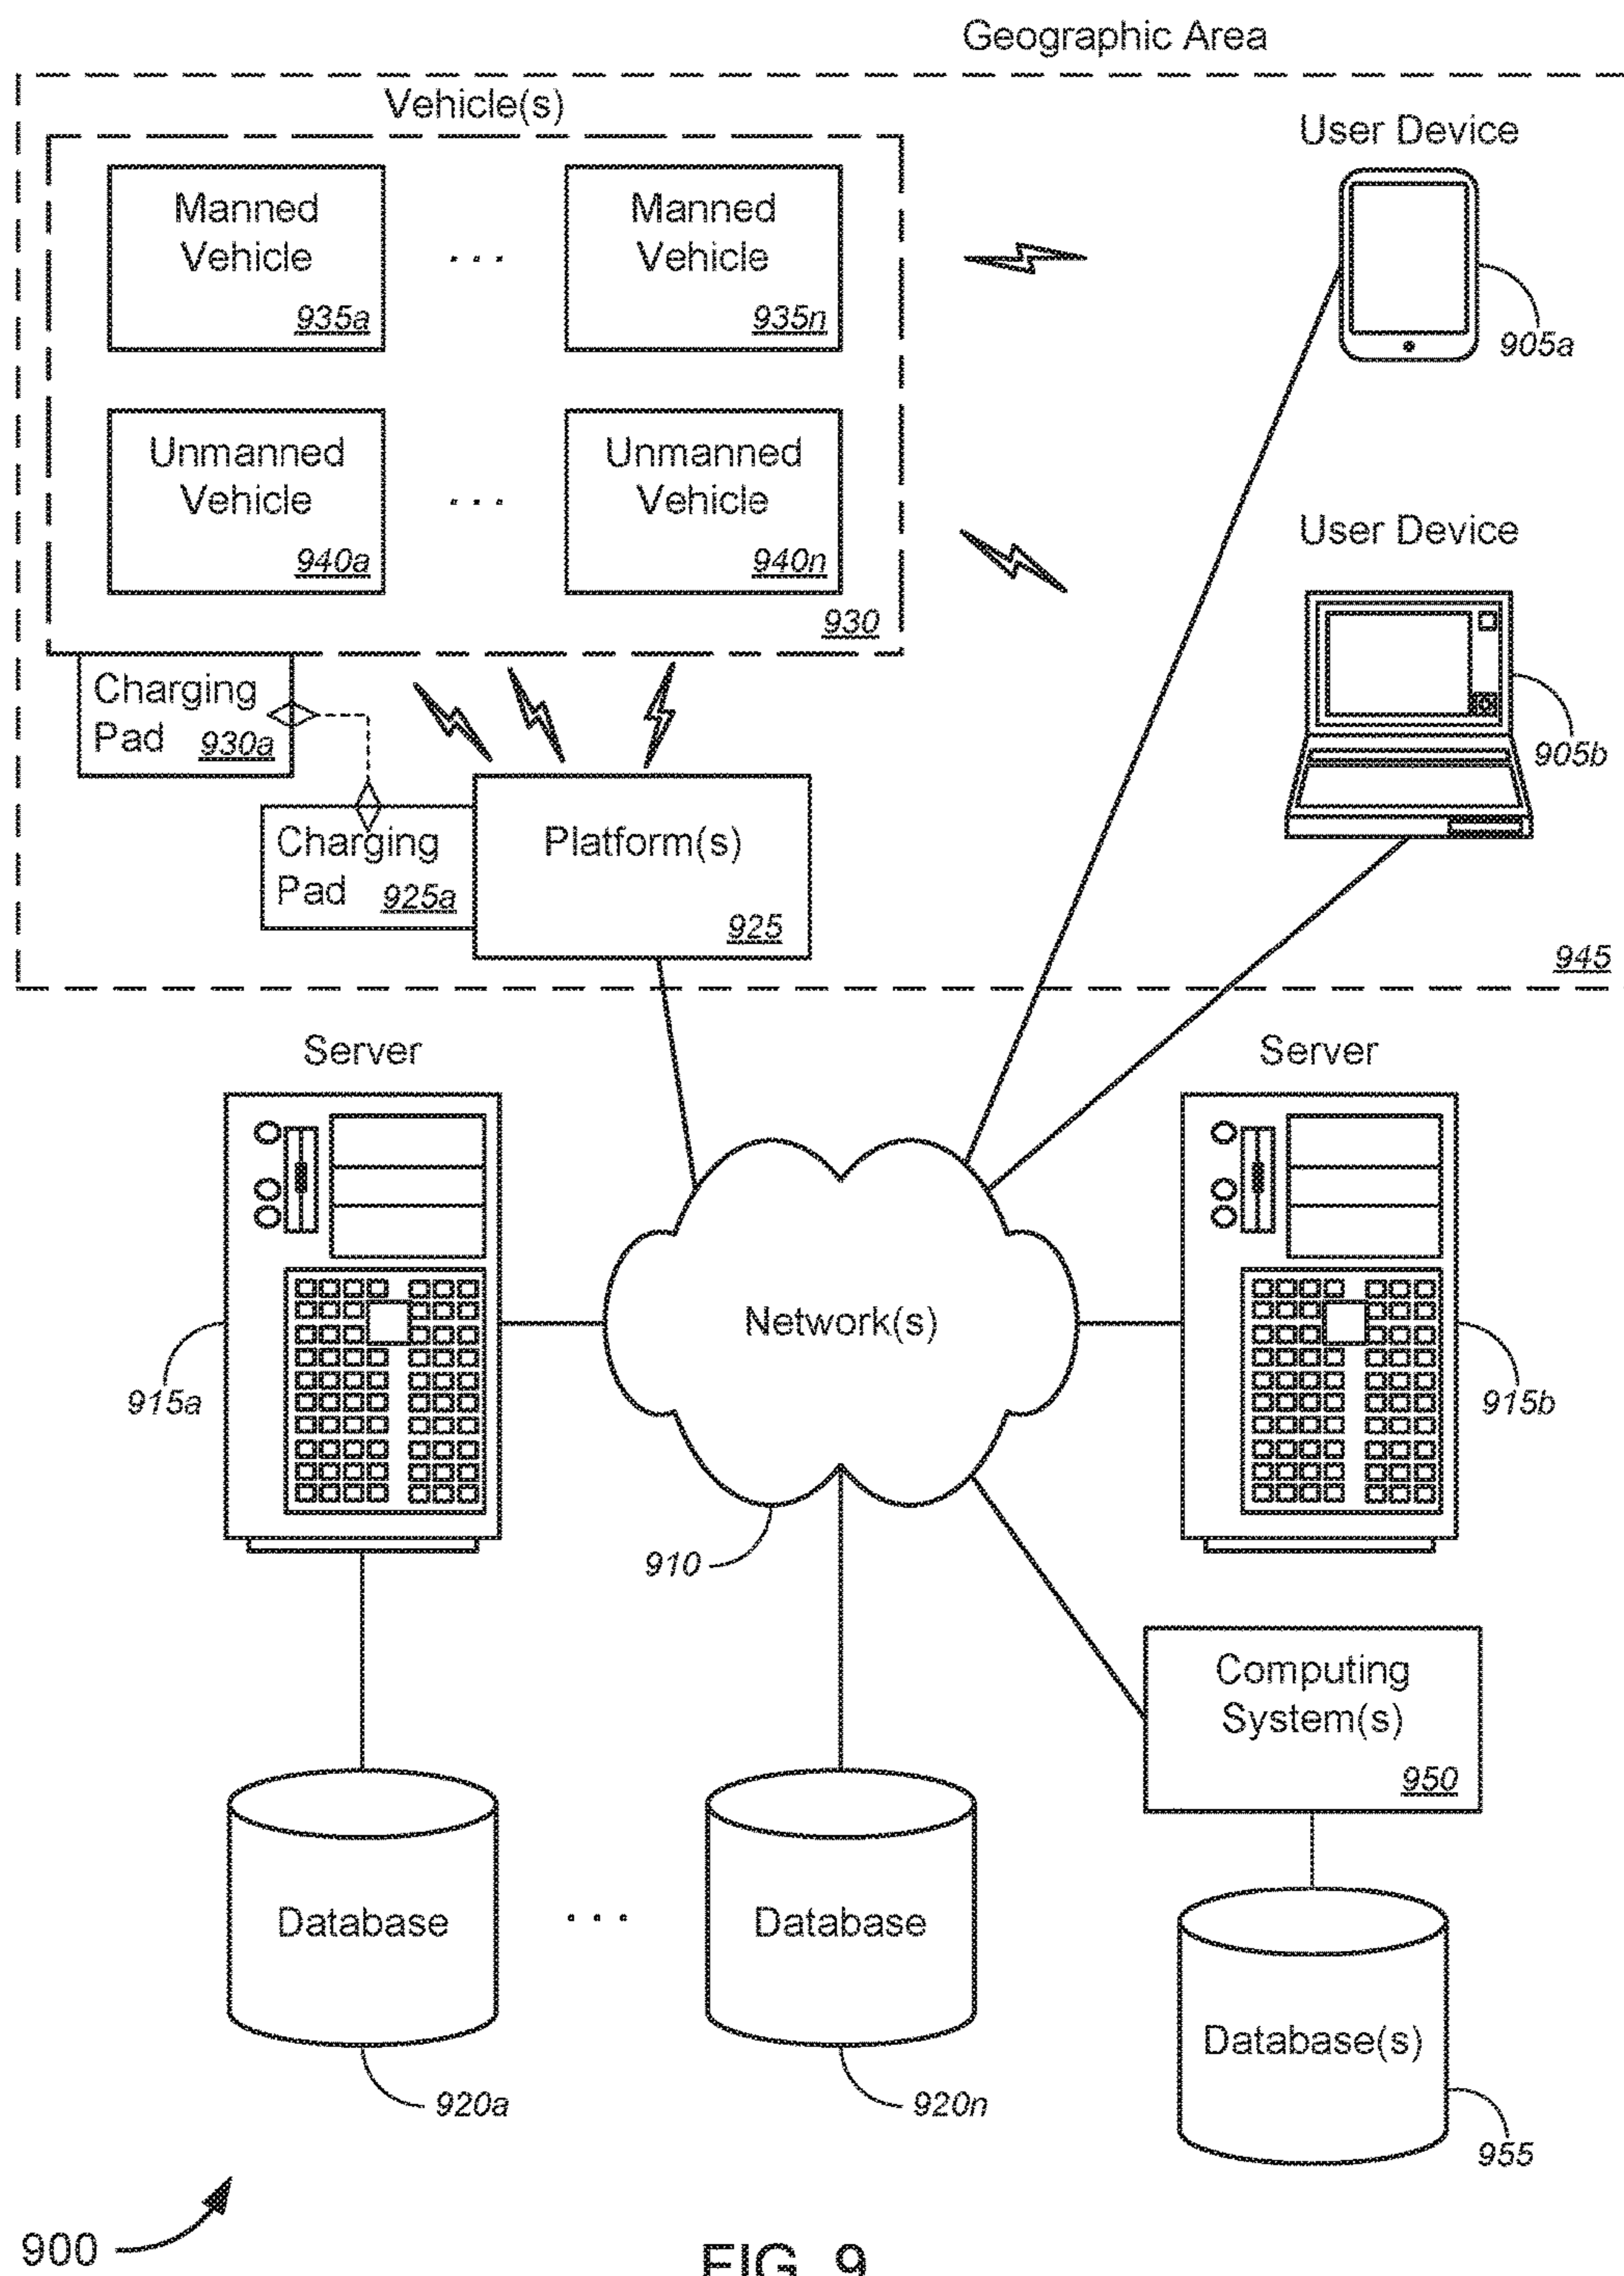 Geographic Area
Vehicle(s)
User Device
Manned
Vehicle
935a
. . .
Manned
Vehicle
935n
905a
Unmanned
Vehicle
940a
. . .
Unmanned
Vehicle
940n
930
User Device
905b
Charging
Pad
930a
Charging
Pad
925a
Platform(s)
925
945
Server
Server
Network(s)
915a
915b
910
Computing
System(s)
950
Database
. . .
Database
Database(s)
920a
920n
955
900
FIG. 9